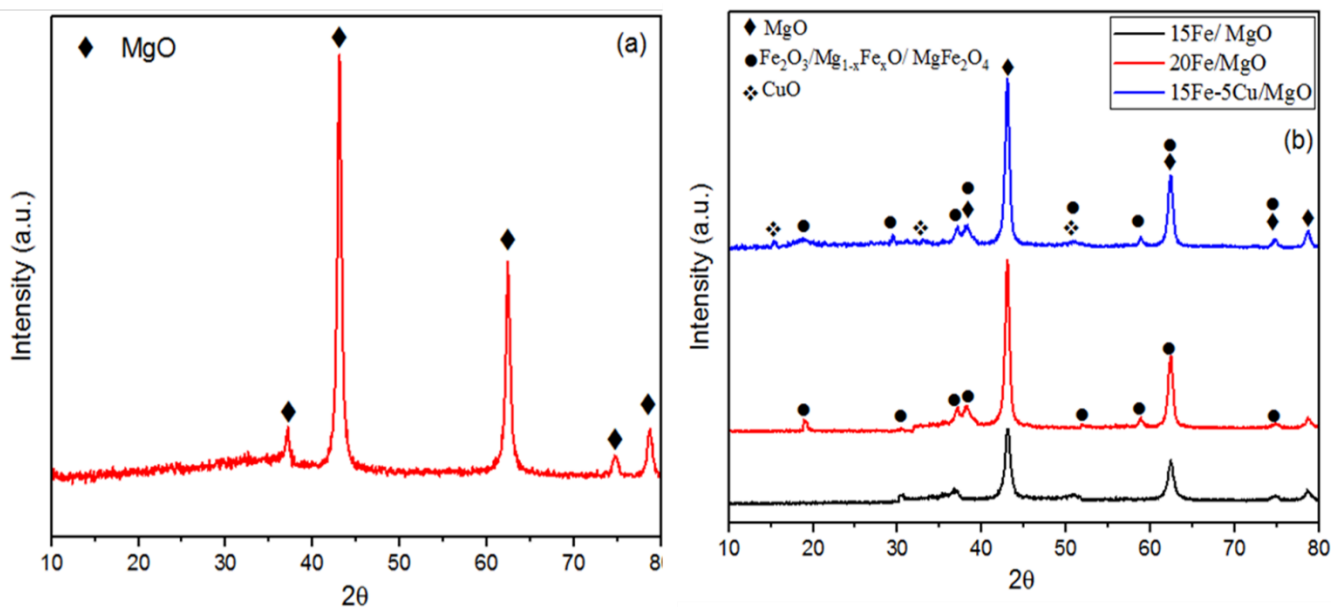 (a)
♦ MgO
Intensity (a.u.)
10 20 30 40 50 60 70 80
2θ
♦ MgO
● Fe₂O₃/Mg₁₋ₓFeₓO/ MgFe₂O₄
❖ CuO
15Fe/ MgO
20Fe/MgO
15Fe-5Cu/MgO
(b)
Intensity (a.u.)
10 20 30 40 50 60 70 80
2θ